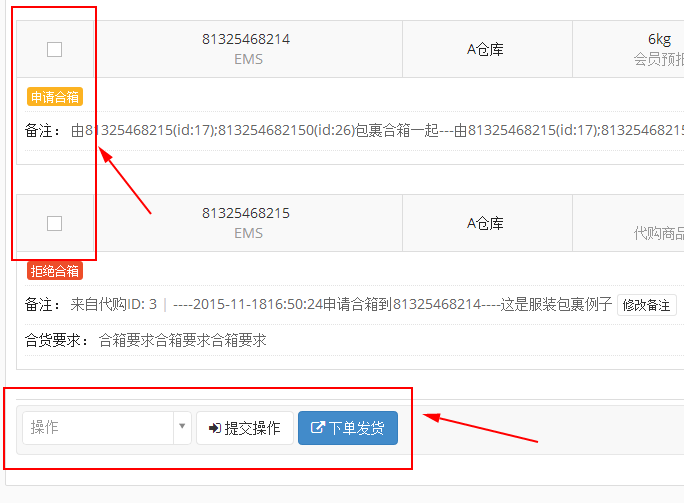 81325468214
EMS
A仓库
6kg
会员预报
申请合箱
备注： 由81325468215(id:17);813254682150(id:26)包裹合箱一起---由81325468215(id:17);8132546821
81325468215
EMS
A仓库
代购商品
拒绝合箱
备注： 来自代购ID: 3 | ----2015-11-1816:50:24申请合箱到81325468214----这是服装包裹例子 修改备注
合货要求： 合箱要求合箱要求合箱要求
操作 提交操作 下单发货